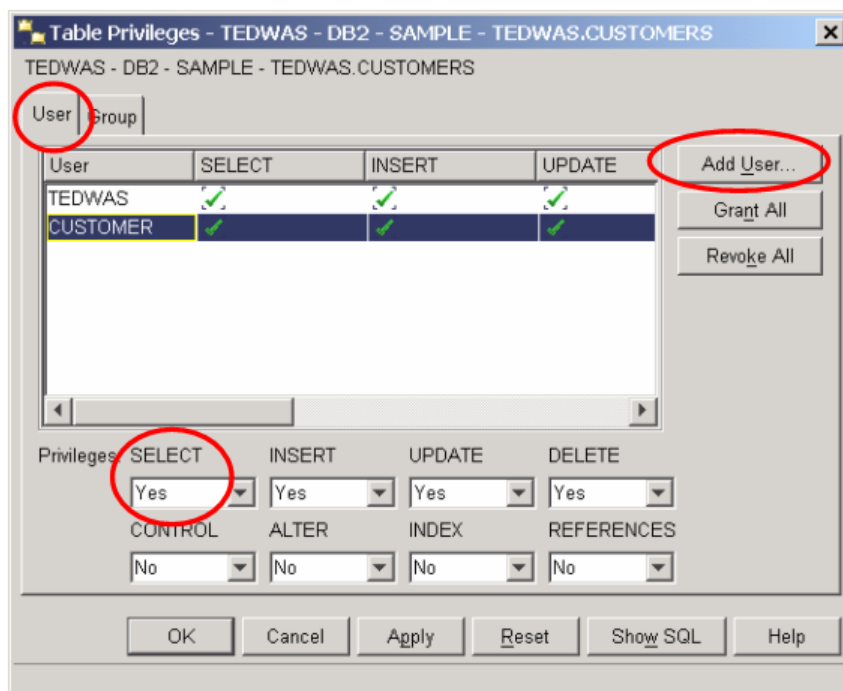 Table Privileges - TEDWAS - DB2 - SAMPLE - TEDWAS.CUSTOMERS
TEDWAS - DB2 - SAMPLE - TEDWAS.CUSTOMERS
User Group
User SELECT INSERT UPDATE
TEDWAS
CUSTOMER
Add User...
Grant All
Revoke All
Privileges: SELECT INSERT UPDATE DELETE
Yes Yes Yes Yes
CONTROL ALTER INDEX REFERENCES
No No No No
OK Cancel Apply Reset Show SQL Help